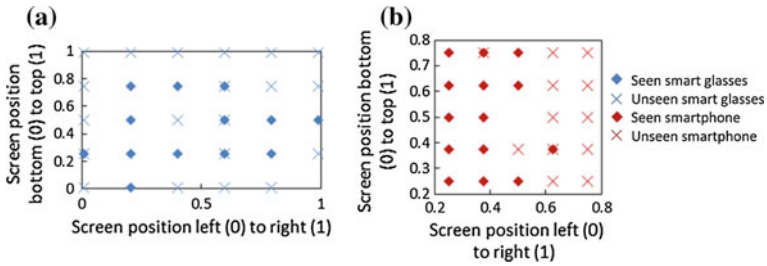 (a)
Screen position
bottom (0) to top (1)
1
0.8
0.6
0.4
0.2
0
0
0.5
1
Screen position left (0) to right (1)
(b)
Screen position bottom
(0) to top (1)
0.8
0.7
0.6
0.5
0.4
0.3
0.2
0.2
0.4
0.6
0.8
Screen position left (0)
to right (1)
Seen smart glasses
Unseen smart glasses
Seen smartphone
Unseen smartphone